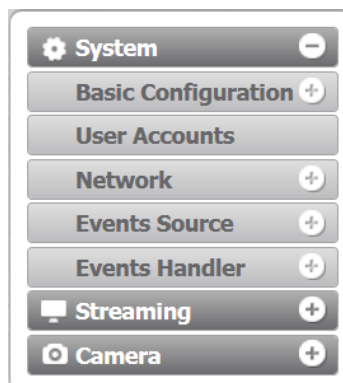 System
Basic Configuration
User Accounts
Network
Events Source
Events Handler
Streaming
Camera